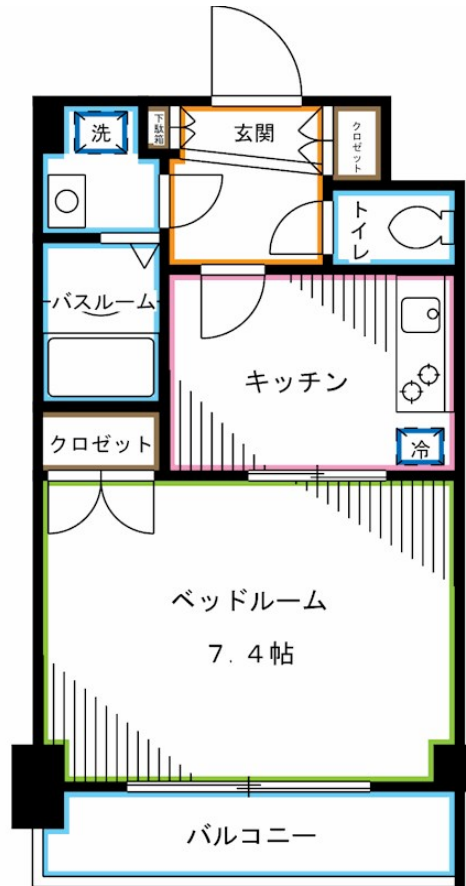 洗
下駄箱
玄関
クロゼット
トイレ
バスルーム
キッチン
冷
クロゼット
ベッドルーム
7.4帖
バルコニー